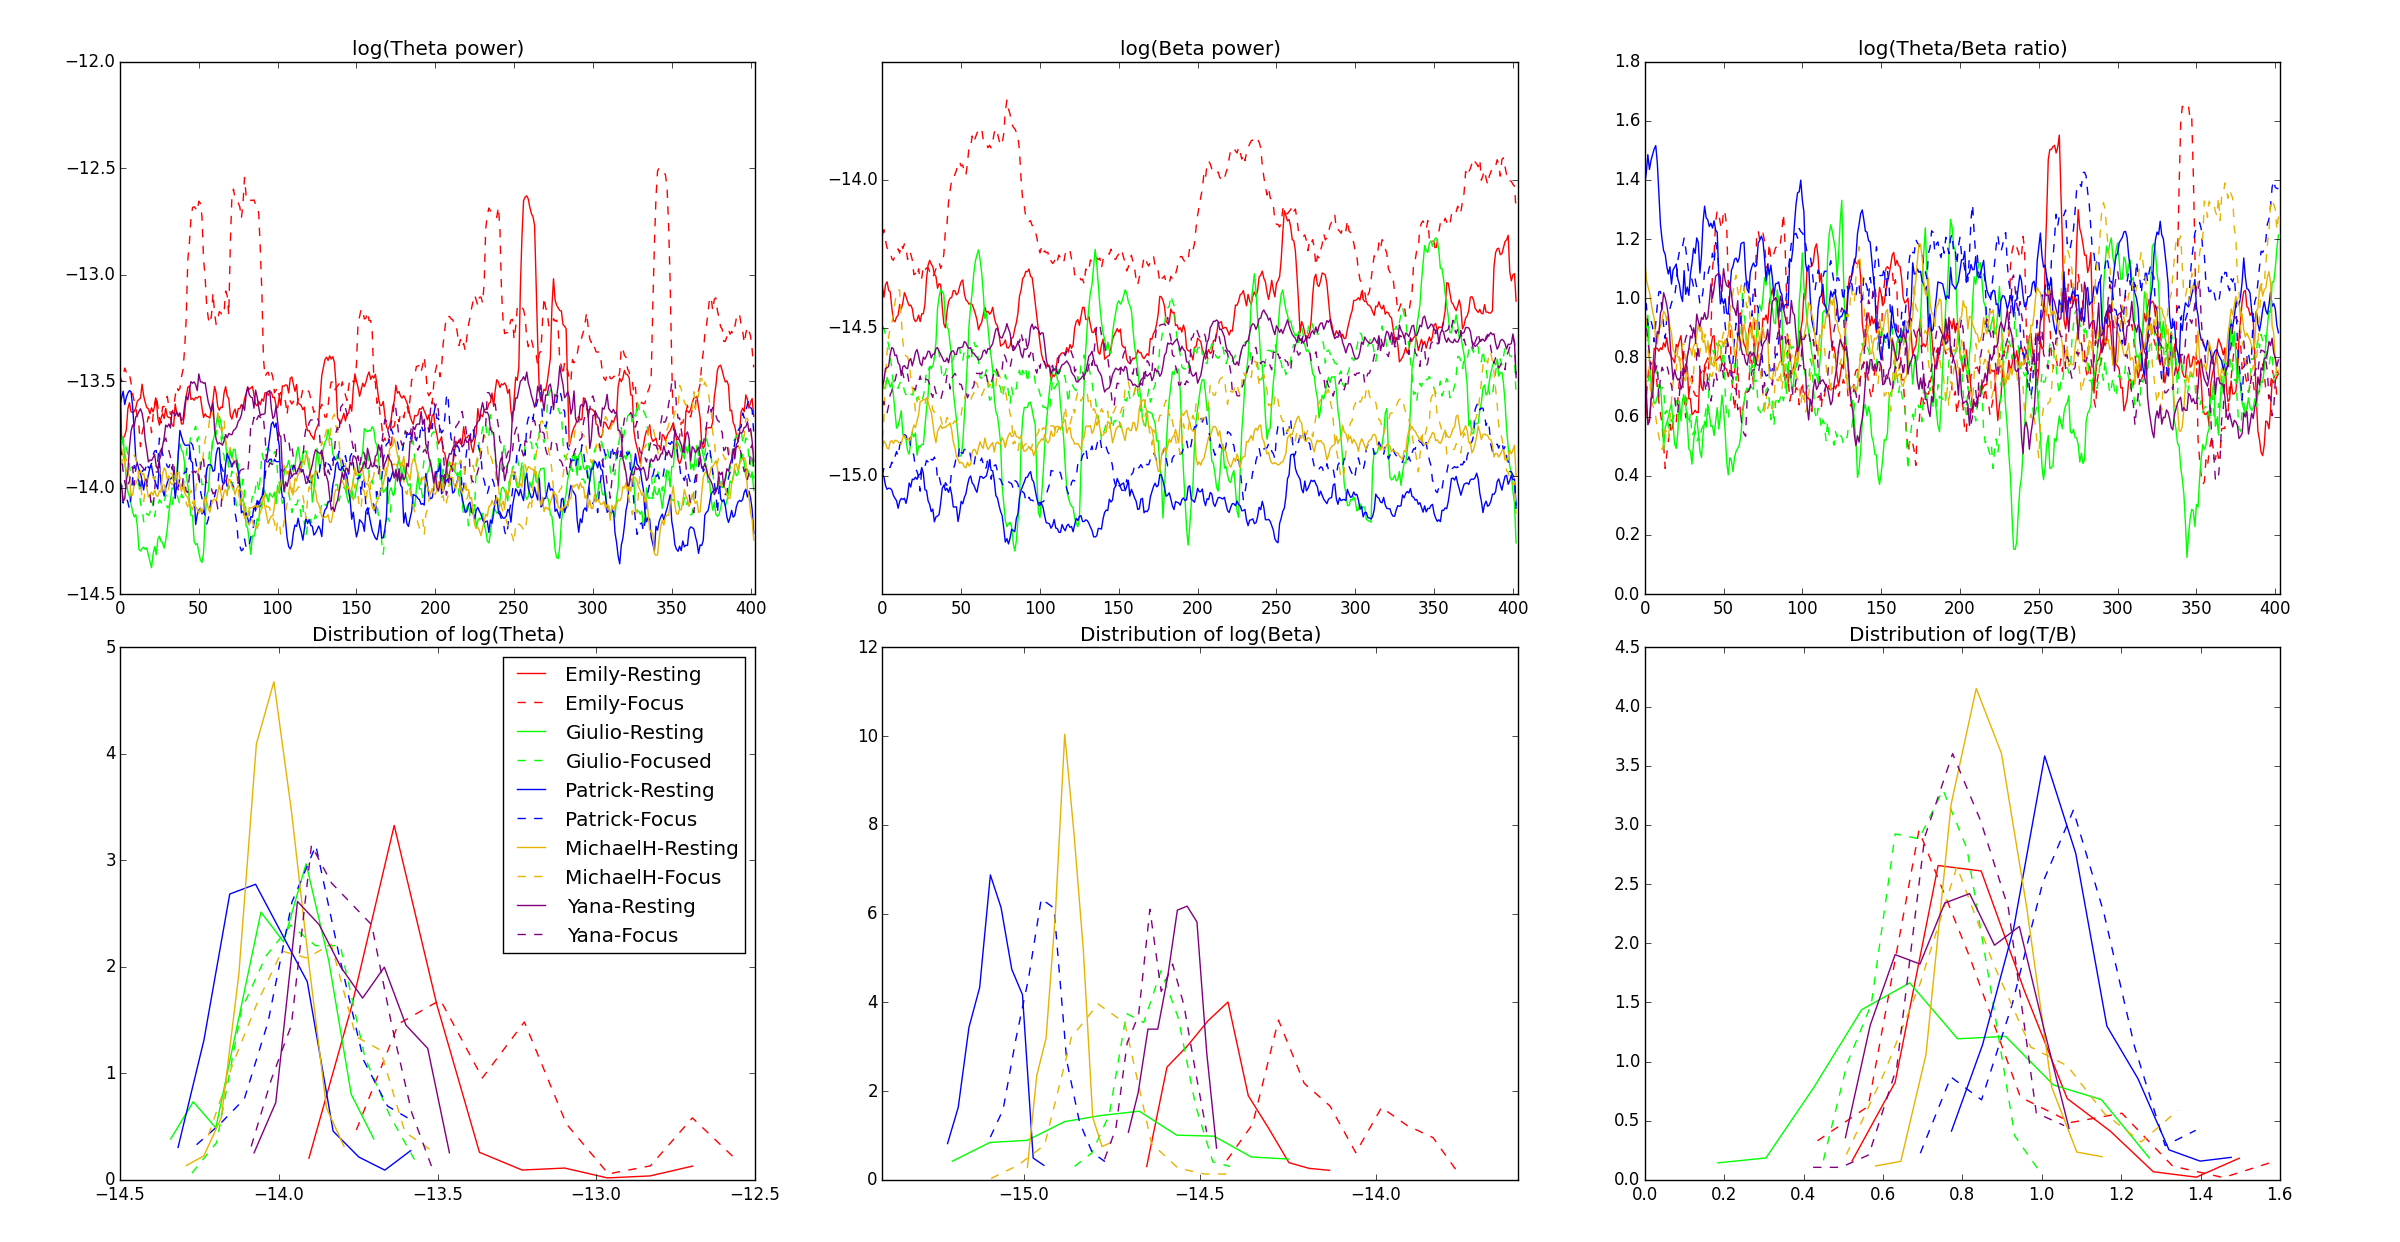 log(Theta power) log(Beta power) log(Theta/Beta ratio)
−12.0
−12.5
−13.0
−13.5
−14.0
−14.5
0 50 100 150 200 250 300 350 400
−14.0
−14.5
−15.0
0 50 100 150 200 250 300 350 400
1.8
1.6
1.4
1.2
1.0
0.8
0.6
0.4
0.2
0.0
0 50 100 150 200 250 300 350 400
Distribution of log(Theta) Distribution of log(Beta) Distribution of log(T/B)
5
4
3
2
1
0
−14.5 −14.0 −13.5 −13.0 −12.5
Emily-Resting
Emily-Focus
Giulio-Resting
Giulio-Focused
Patrick-Resting
Patrick-Focus
MichaelH-Resting
MichaelH-Focus
Yana-Resting
Yana-Focus
12
10
8
6
4
2
0
−15.0 −14.5 −14.0
4.5
4.0
3.5
3.0
2.5
2.0
1.5
1.0
0.5
0.0
0.0 0.2 0.4 0.6 0.8 1.0 1.2 1.4 1.6